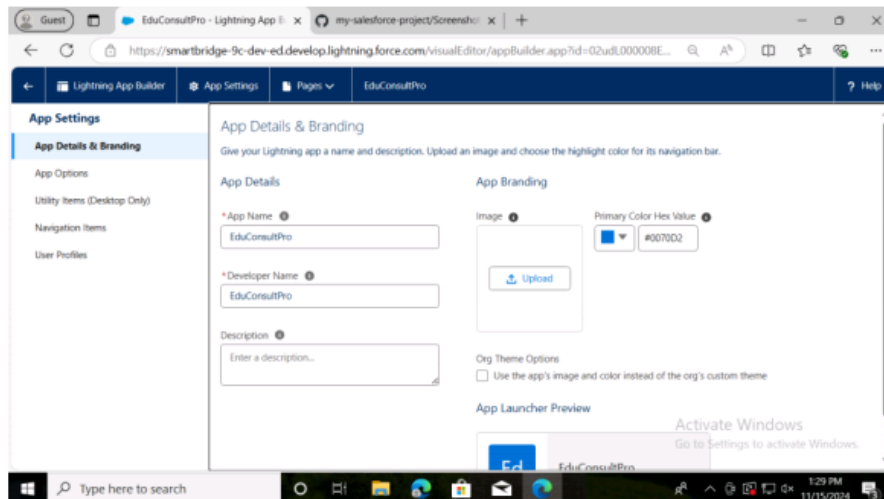 Guest
EduConsultPro - Lightning App B
my-salesforce-project/Screensho
https://smartbridge-9c-dev-ed.develop.lightning.force.com/visualEditor/appBuilder.app?id=02udL000008E...
Lightning App Builder
App Settings
Pages
EduConsultPro
? Help
App Settings
App Details & Branding
App Options
Utility Items (Desktop Only)
Navigation Items
User Profiles
App Details & Branding
Give your Lightning app a name and description. Upload an image and choose the highlight color for its navigation bar.
App Details
*App Name
EduConsultPro
*Developer Name
EduConsultPro
Description
Enter a description...
App Branding
Image
Primary Color Hex Value
Upload
#0070D2
Org Theme Options
Use the app's image and color instead of the org's custom theme
App Launcher Preview
Ed
EduConsultPro
Activate Windows
Go to Settings to activate Windows.
Type here to search
1:29 PM
11/15/2024